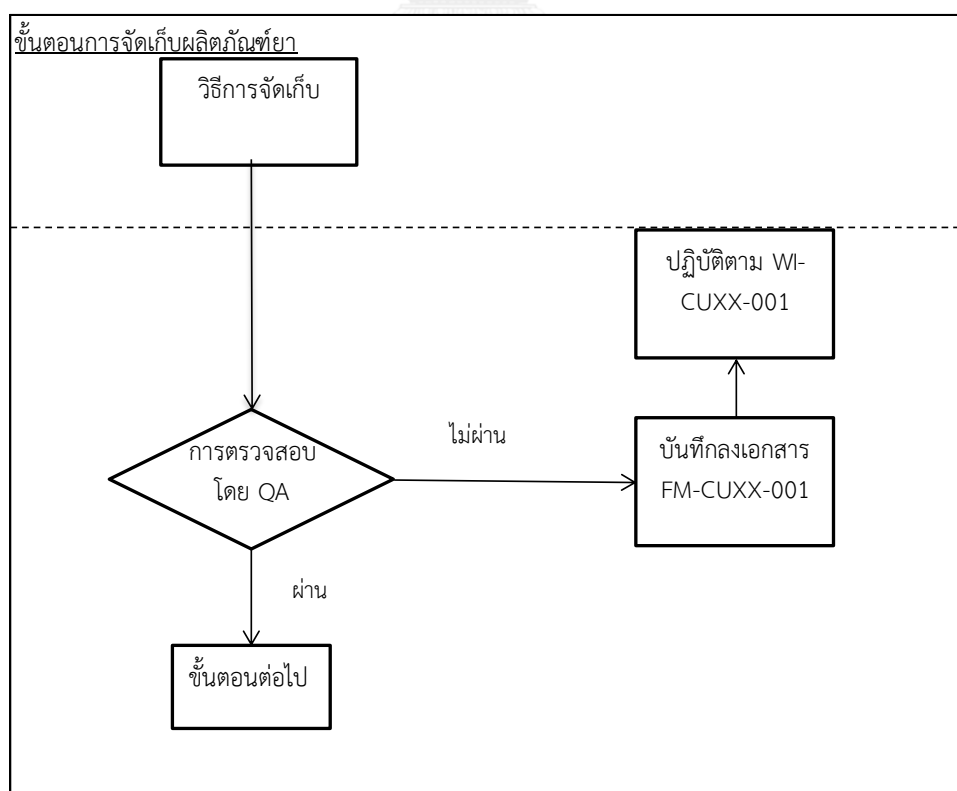 ขั้นตอนการจัดเก็บผลิตภัณฑ์ยา
วิธีการจัดเก็บ
ปฏิบัติตาม WI-
CUXX-001
การตรวจสอบ
โดย QA
ไม่ผ่าน
บันทึกลงเอกสาร
FM-CUXX-001
ผ่าน
ขั้นตอนต่อไป